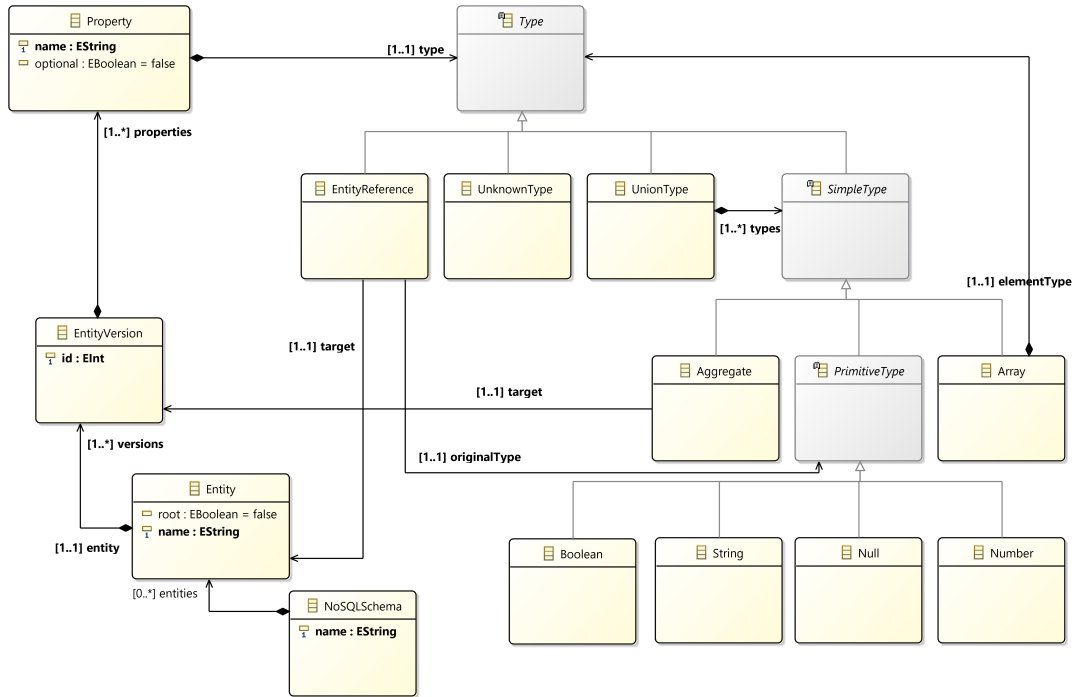 Property
name : EString
optional : EBoolean = false
Type
[1..1] type
[1..*] properties
EntityReference
UnknownType
UnionType
SimpleType
[1..*] types
[1..1] elementType
EntityVersion
id : EInt
[1..1] target
Aggregate
PrimitiveType
Array
[1..1] target
[1..*] versions
[1..1] originalType
Entity
root : EBoolean = false
name : EString
[1..1] entity
Boolean
String
Null
Number
[0..*] entities
NoSQLSchema
name : EString